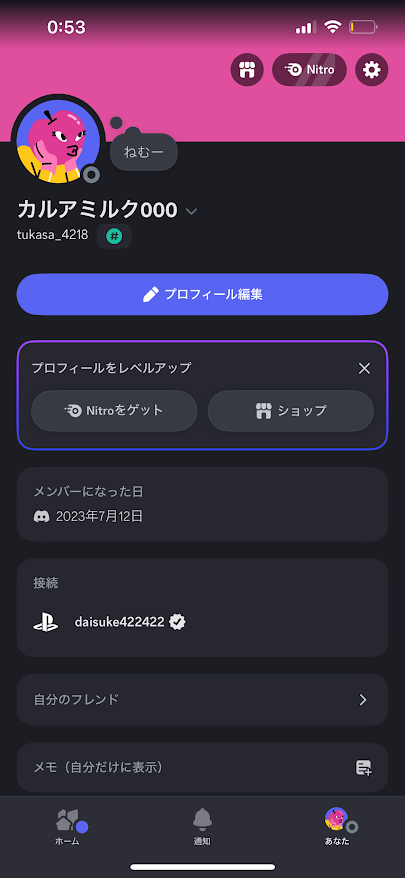 0:53
Nitro
ねむー
カルアミルク000
tukasa_4218
#
プロフィール編集
プロフィールをレベルアップ
Nitroをゲット
ショップ
メンバーになった日
2023年7月12日
接続
daisuke422422
自分のフレンド
メモ（自分だけに表示）
ホーム
通知
あなた